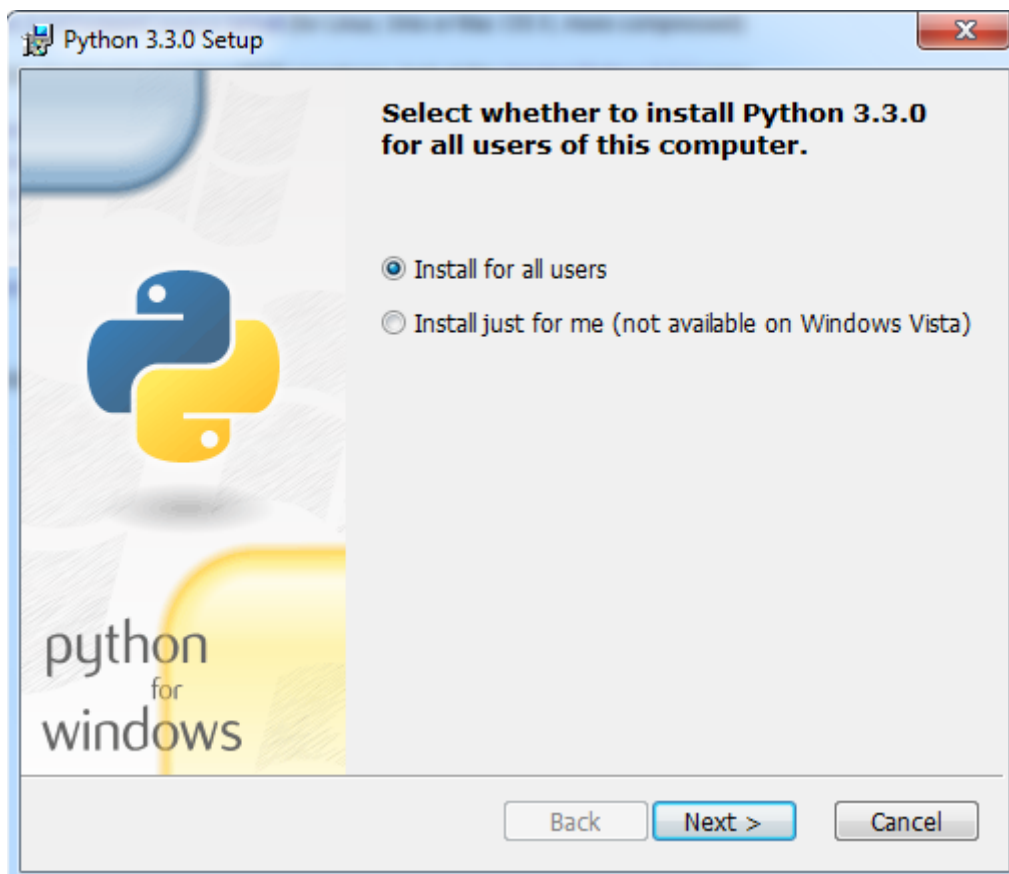 Python 3.3.0 Setup
Select whether to install Python 3.3.0
for all users of this computer.
Install for all users
Install just for me (not available on Windows Vista)
python
for
windows
Back
Next >
Cancel